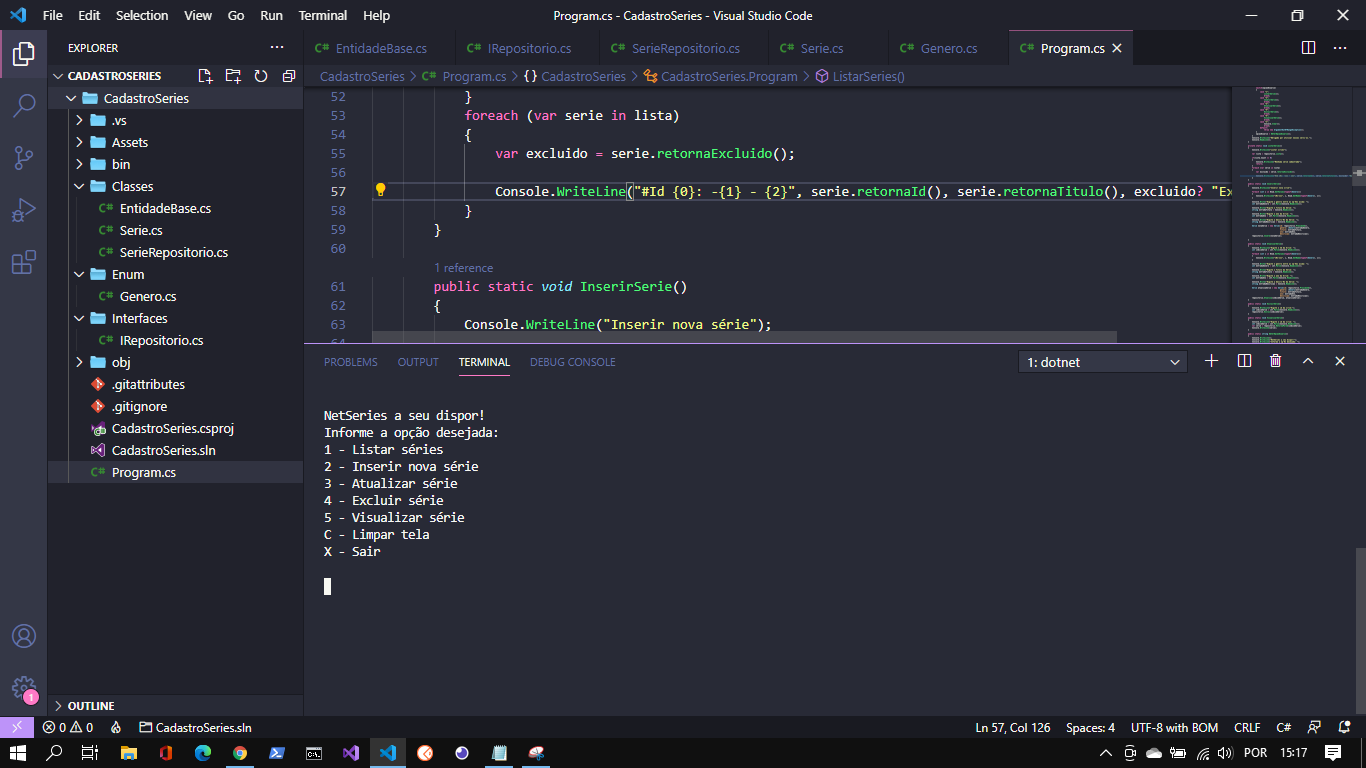 File Edit Selection View Go Run Terminal Help
Program.cs - CadastroSeries - Visual Studio Code
EXPLORER
CADASTROSERIES
CadastroSeries
.vs
Assets
bin
Classes
C# EntidadeBase.cs
C# Serie.cs
C# SerieRepositorio.cs
Enum
C# Genero.cs
Interfaces
C# IRepositorio.cs
obj
.gitattributes
.gitignore
CadastroSeries.csproj
CadastroSeries.sln
C# Program.cs
OUTLINE
C# EntidadeBase.cs C# IRepositorio.cs C# SerieRepositorio.cs C# Serie.cs C# Genero.cs C# Program.cs
CadastroSeries > C# Program.cs > {} CadastroSeries > CadastroSeries.Program > ListarSeries()
52 }
53 foreach (var serie in lista)
54 {
55 var excluido = serie.retornaExcluido();
56
57 Console.WriteLine("#Id {0}: -{1} - {2}", serie.retornaId(), serie.retornaTitulo(), excluido? "Ex
58 }
59 }
60
1 reference
61 public static void InserirSerie()
62 {
63 Console.WriteLine("Inserir nova série");
64
PROBLEMS OUTPUT TERMINAL DEBUG CONSOLE
1: dotnet
NetSeries a seu dispor!
Informe a opção desejada:
1 - Listar séries
2 - Inserir nova série
3 - Atualizar série
4 - Excluir série
5 - Visualizar série
C - Limpar tela
X - Sair
1
0 0 CadastroSeries.sln
Ln 57, Col 126 Spaces: 4 UTF-8 with BOM CRLF C#
POR 15:17